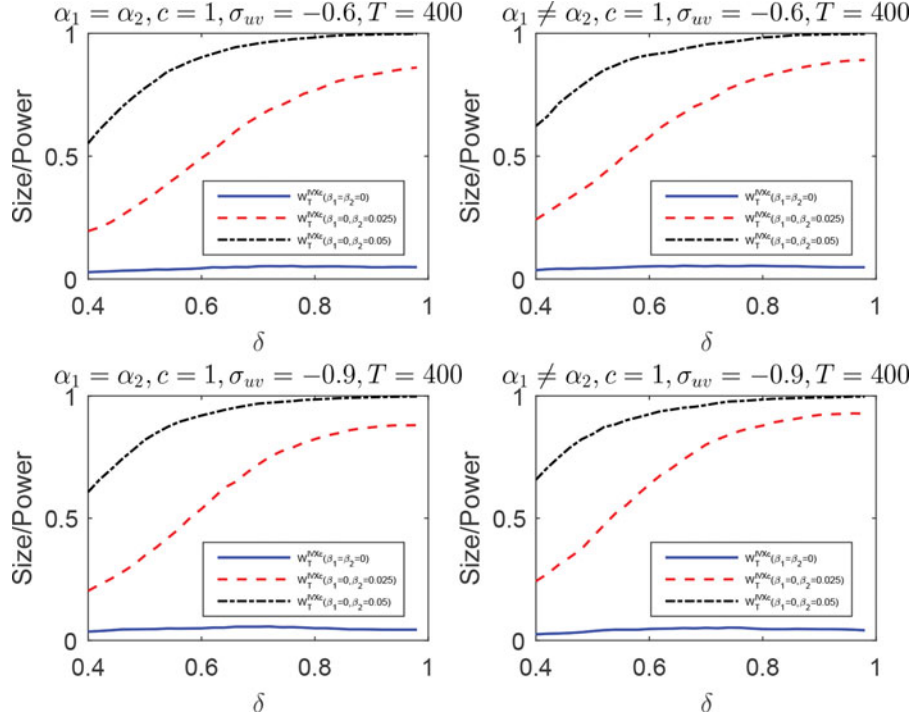 α₁ = α₂, c = 1, σᵤᵥ = −0.6, T = 400
Size/Power
1
0.5
0
W_T^{IVXc}(β₁=β₂=0)
W_T^{IVXc}(β₁=0,β₂=0.025)
W_T^{IVXc}(β₁=0,β₂=0.05)
0.4 0.6 0.8 1
δ
α₁ ≠ α₂, c = 1, σᵤᵥ = −0.6, T = 400
Size/Power
1
0.5
0
W_T^{IVXc}(β₁=β₂=0)
W_T^{IVXc}(β₁=0,β₂=0.025)
W_T^{IVXc}(β₁=0,β₂=0.05)
0.4 0.6 0.8 1
δ
α₁ = α₂, c = 1, σᵤᵥ = −0.9, T = 400
Size/Power
1
0.5
0
W_T^{IVXc}(β₁=β₂=0)
W_T^{IVXc}(β₁=0,β₂=0.025)
W_T^{IVXc}(β₁=0,β₂=0.05)
0.4 0.6 0.8 1
δ
α₁ ≠ α₂, c = 1, σᵤᵥ = −0.9, T = 400
Size/Power
1
0.5
0
W_T^{IVXc}(β₁=β₂=0)
W_T^{IVXc}(β₁=0,β₂=0.025)
W_T^{IVXc}(β₁=0,β₂=0.05)
0.4 0.6 0.8 1
δ